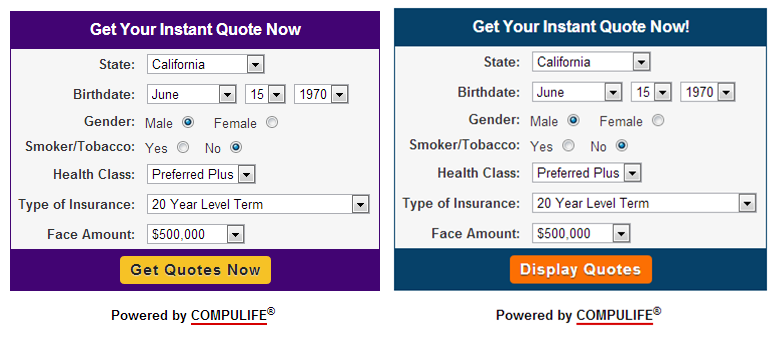 Get Your Instant Quote Now
State: California
Birthdate: June 15 1970
Gender: Male Female
Smoker/Tobacco: Yes No
Health Class: Preferred Plus
Type of Insurance: 20 Year Level Term
Face Amount: $500,000
Get Quotes Now
Powered by COMPULIFE®
Get Your Instant Quote Now!
State: California
Birthdate: June 15 1970
Gender: Male Female
Smoker/Tobacco: Yes No
Health Class: Preferred Plus
Type of Insurance: 20 Year Level Term
Face Amount: $500,000
Display Quotes
Powered by COMPULIFE®